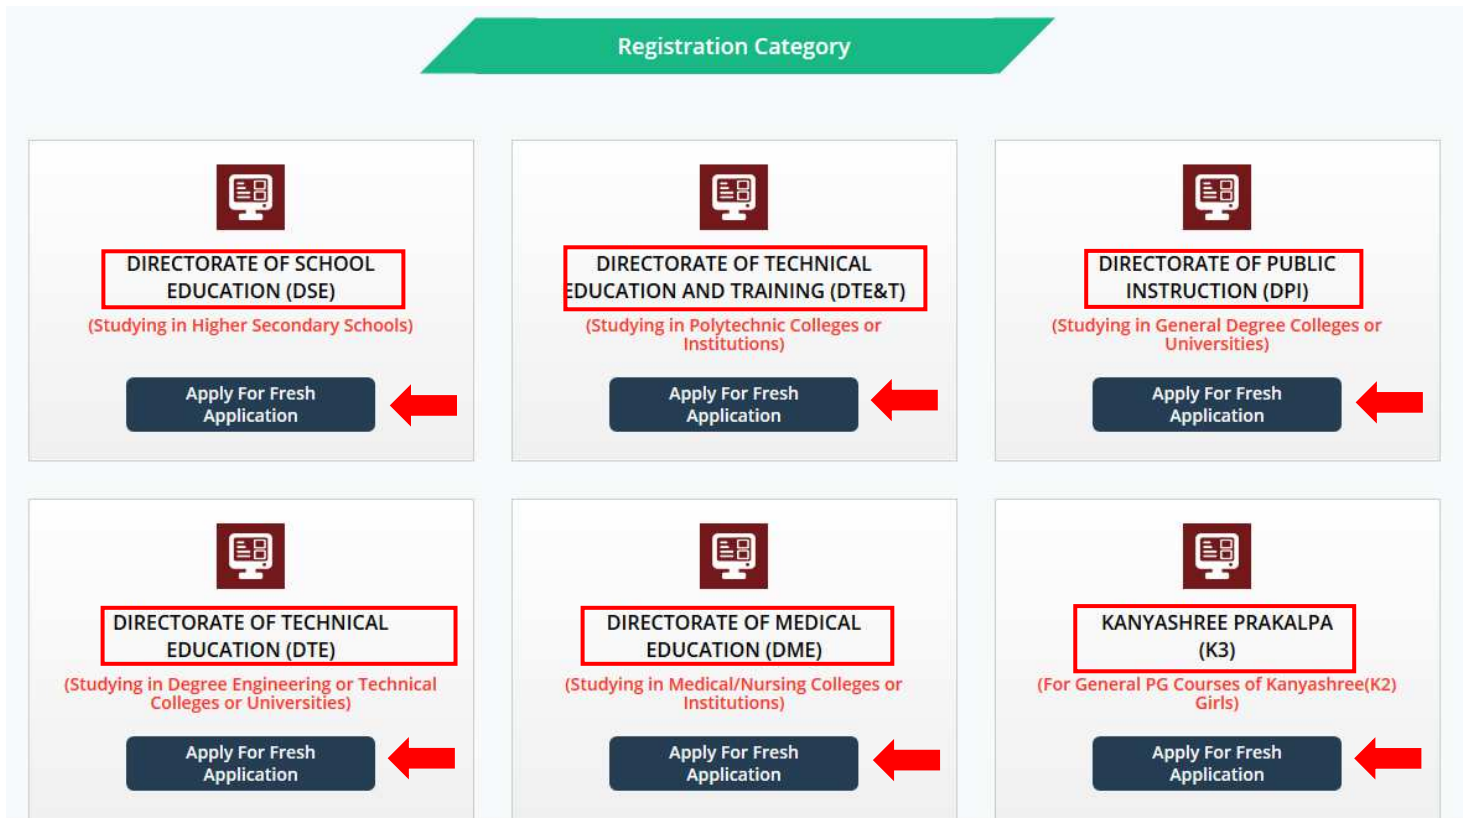 Registration Category
DIRECTORATE OF SCHOOL
EDUCATION (DSE)
(Studying in Higher Secondary Schools)
Apply For Fresh
Application
DIRECTORATE OF TECHNICAL
EDUCATION AND TRAINING (DTE&T)
(Studying in Polytechnic Colleges or
Institutions)
Apply For Fresh
Application
DIRECTORATE OF PUBLIC
INSTRUCTION (DPI)
(Studying in General Degree Colleges or
Universities)
Apply For Fresh
Application
DIRECTORATE OF TECHNICAL
EDUCATION (DTE)
(Studying in Degree Engineering or Technical
Colleges or Universities)
Apply For Fresh
Application
DIRECTORATE OF MEDICAL
EDUCATION (DME)
(Studying in Medical/Nursing Colleges or
Institutions)
Apply For Fresh
Application
KANYASHREE PRAKALPA
(K3)
(For General PG Courses of Kanyashree(K2)
Girls)
Apply For Fresh
Application